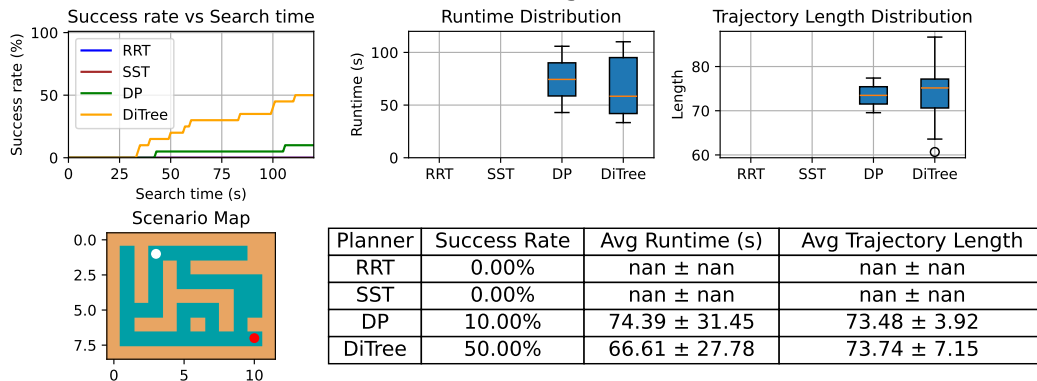 Success rate vs Search time
Success rate (%)
100
50
0
0 25 50 75 100
Search time (s)
RRT
SST
DP
DiTree
Runtime Distribution
Runtime (s)
100
50
0
RRT SST DP DiTree
Trajectory Length Distribution
Length
80
70
60
RRT SST DP DiTree
Scenario Map
0.0
2.5
5.0
7.5
0 5 10
Planner Success Rate Avg Runtime (s) Avg Trajectory Length
RRT 0.00% nan ± nan nan ± nan
SST 0.00% nan ± nan nan ± nan
DP 10.00% 74.39 ± 31.45 73.48 ± 3.92
DiTree 50.00% 66.61 ± 27.78 73.74 ± 7.15